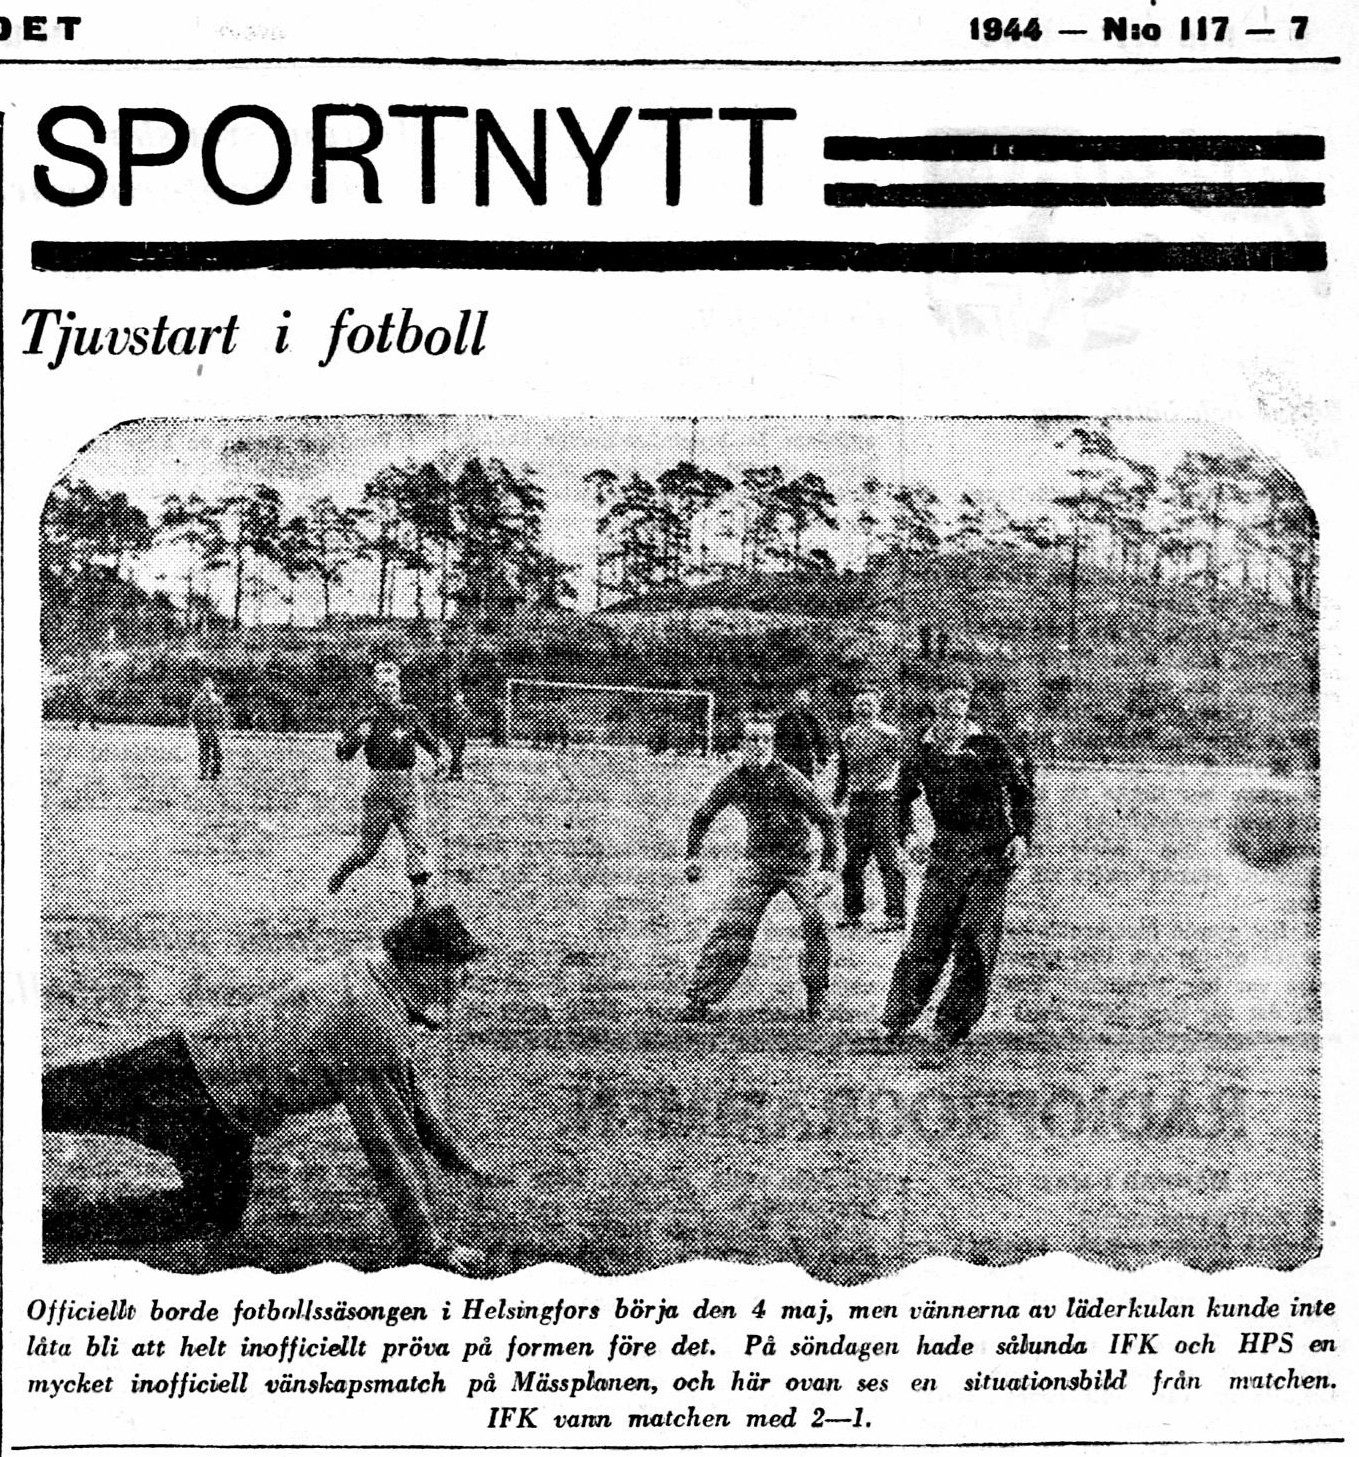 DET
1944 — N:o 117 — 7
SPORTNYTT
Tjuvstart i fotboll
Officiellt borde fotbollssäsongen i Helsingfors börja den 4 maj, men vännerna av läderkulan kunde inte
låta bli att helt inofficiellt pröva på formen före det. På söndagen hade sålunda IFK och HPS en
mycket inofficiell vänskapsmatch på Mässplanen, och här ovan ses en situationsbild från matchen.
IFK vann matchen med 2—1.